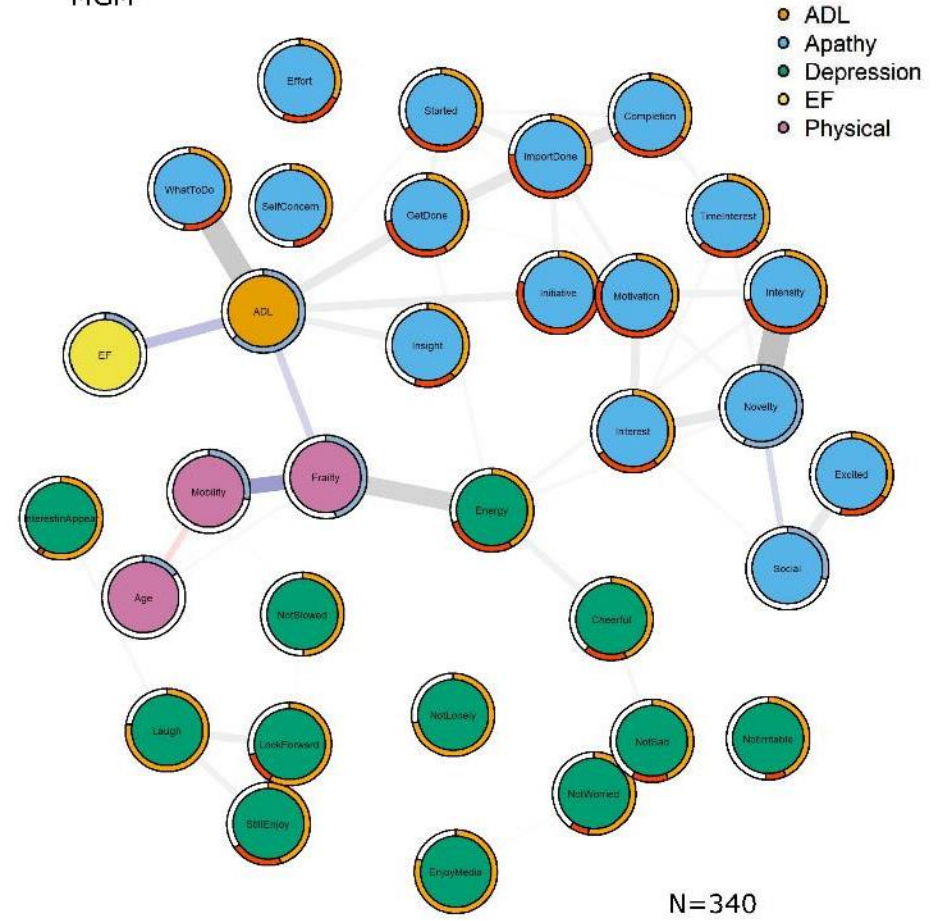 MGM
ADL
Apathy
Depression
EF
Physical
Effort
Started
Completion
ImportDone
WhatToDo
SelfConcern
GetDone
TimeInterest
Initiative
Motivation
Intensity
ADL
EF
Insight
Novelty
Interest
Excited
Mobility
Frailty
Energy
InterestinAppear
Social
Age
NotSlowed
Cheerful
Laugh
LookForward
NotLonely
NotSad
NotIrritable
NotWorried
StillEnjoy
EnjoyMedia
N=340